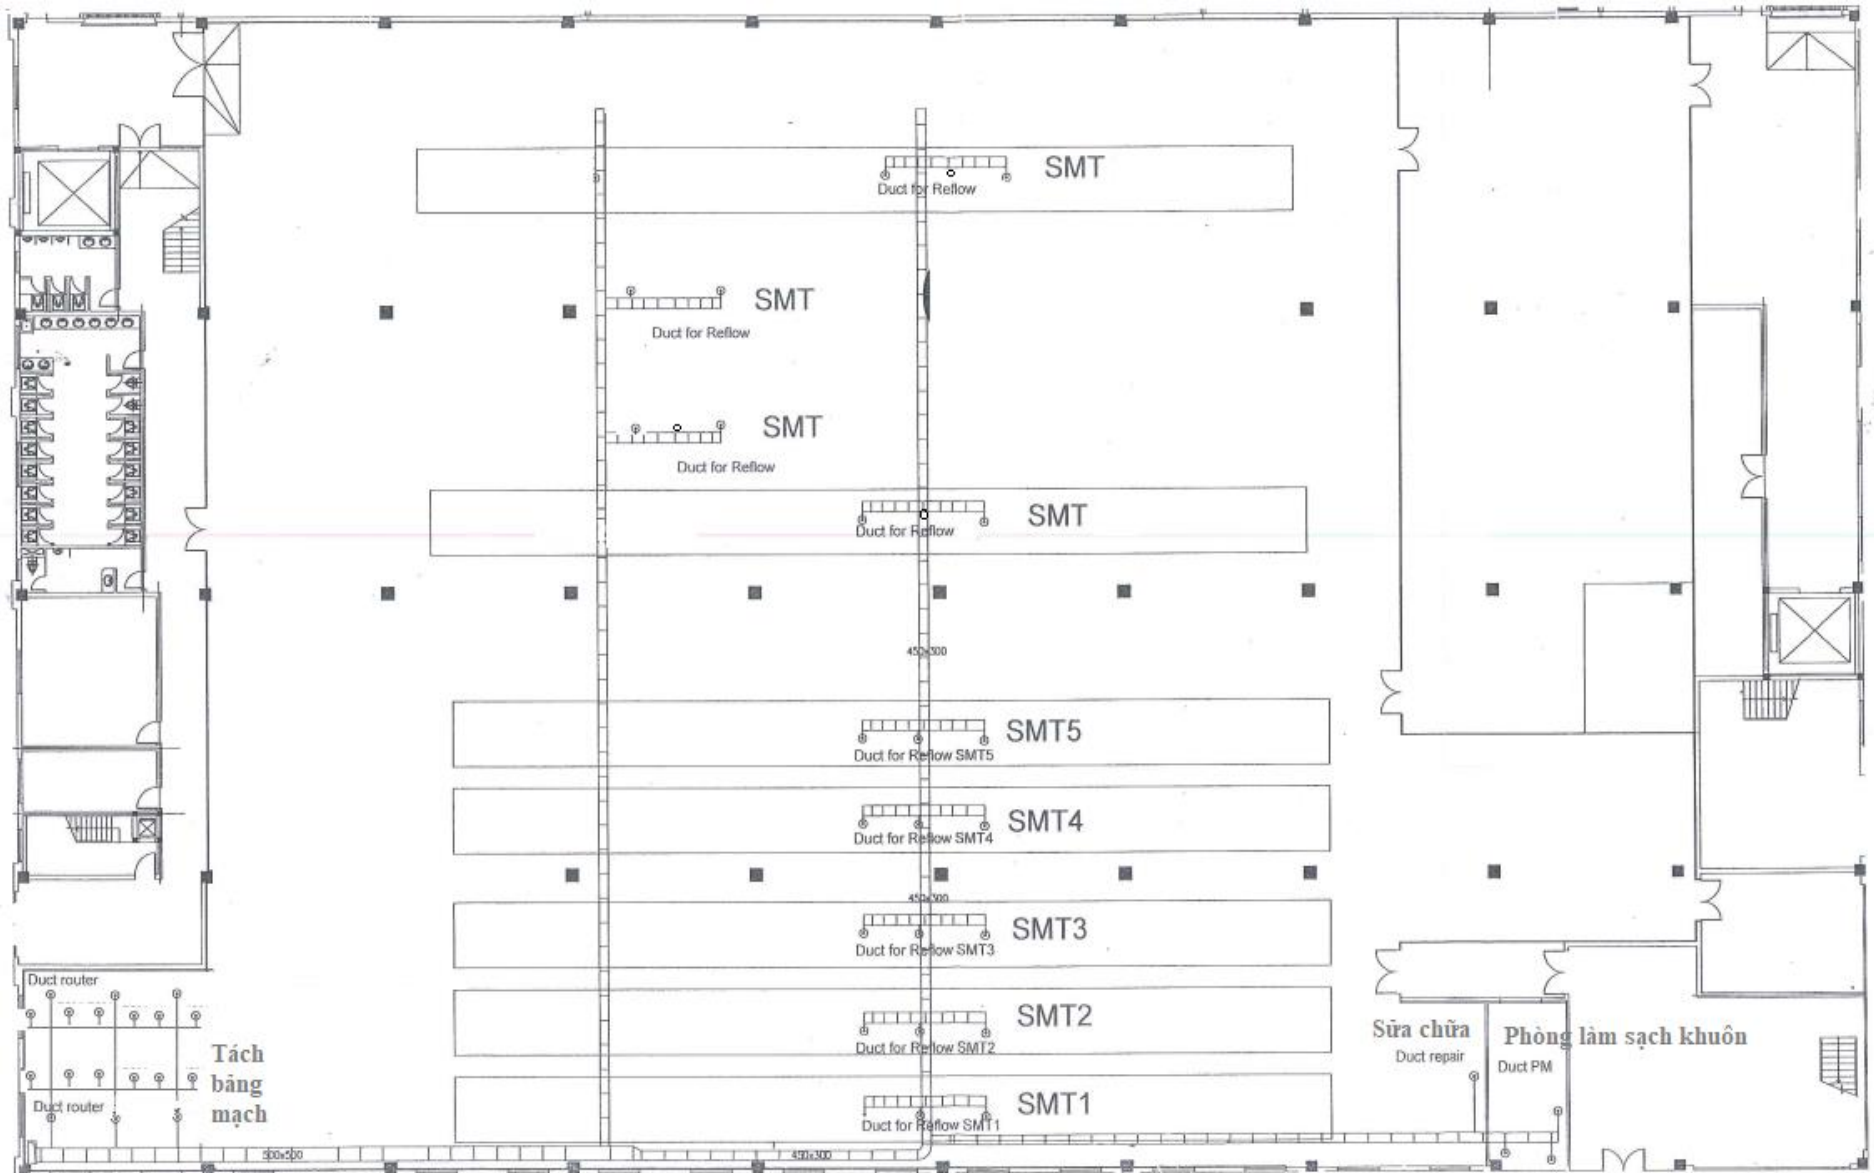 SMT
Duct for Reflow
SMT
Duct for Reflow
SMT
Duct for Reflow
SMT
Duct for Reflow
450x300
SMT5
Duct for Reflow SMT5
SMT4
Duct for Reflow SMT4
450x300
SMT3
Duct for Reflow SMT3
SMT2
Duct for Reflow SMT2
SMT1
Duct for Reflow SMT1
Duct router
Duct router
Tách
bảng
mạch
Sữa chữa
Duct repair
Phòng làm sạch khuôn
Duct PM
500x500
450x300